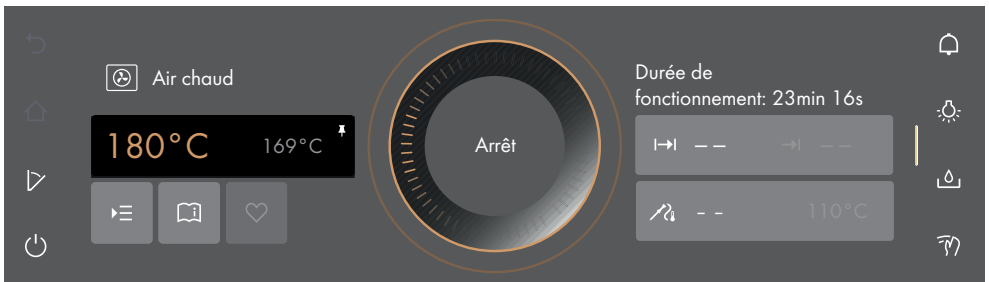 Air chaud
180°C 169°C
Arrêt
Durée de
fonctionnement: 23min 16s
-- --
-- 110°C